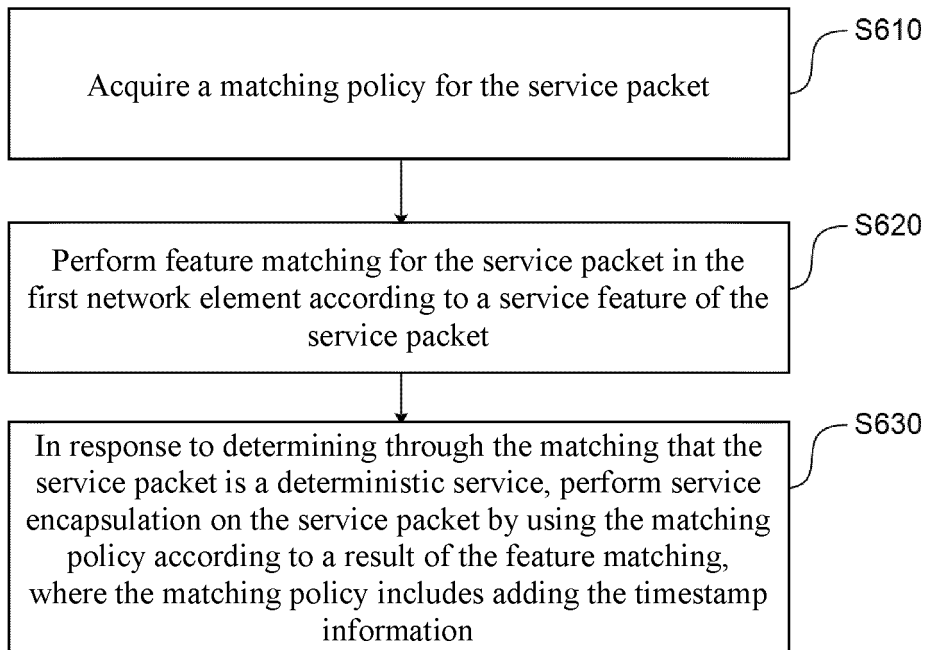 S610
Acquire a matching policy for the service packet
S620
Perform feature matching for the service packet in the
first network element according to a service feature of the
service packet
S630
In response to determining through the matching that the
service packet is a deterministic service, perform service
encapsulation on the service packet by using the matching
policy according to a result of the feature matching,
where the matching policy includes adding the timestamp
information